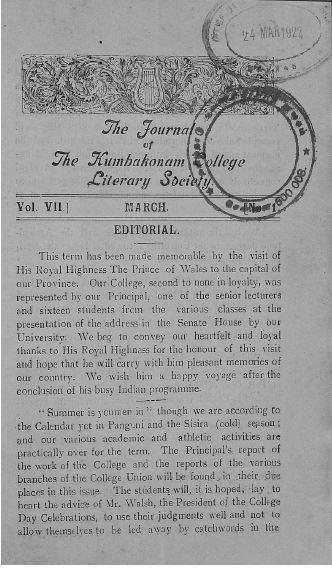 24 MAR 1922
The Journal
of
The Kumbakonam College
Literary Society.
Vol. VII.]
MARCH.
600 008.
EDITORIAL.
This term has been made memorable by the visit of
His Royal Highness The Prince of Wales to the capital of
our Province. Our College, second to none in loyalty, was
represented by our Principal, one of the senior lecturers
and sixteen students from the various classes at the
presentation of the address in the Senate House by our
University. We beg to convey our heartfelt and loyal
thanks to His Royal Highness for the honour of this visit
and hope that he will carry with him pleasant memories of
our country. We wish him a happy voyage after the
conclusion of his busy Indian programme.
" Summer is ycumen in " though we are according to
the Calendar yet in Panguni and the Sisira (cold) season;
and our various academic and athletic activities are
practically over for the term. The Principal's report of
the work of the College and the reports of the various
branches of the College Union will be found in their due
places in this issue. The students will, it is hoped, lay to
heart the advice of Mr. Walsh, the President of the College
Day Celebrations, to use their judgments well and not to
allow themselves to be led away by catchwords in the